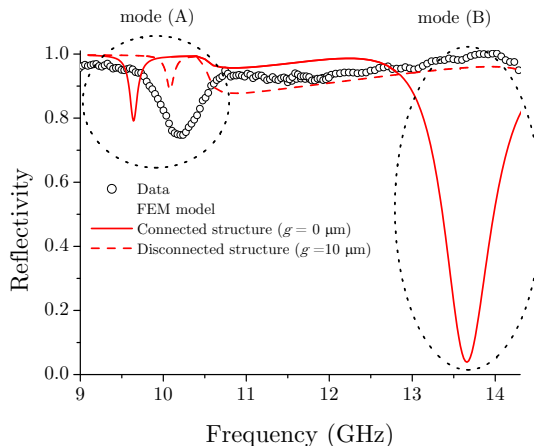 mode (A)
mode (B)
1.0
0.8
0.6
0.4
0.2
0.0
Reflectivity
Data
FEM model
Connected structure (g = 0 μm)
Disconnected structure (g =10 μm)
9
10
11
12
13
14
Frequency (GHz)